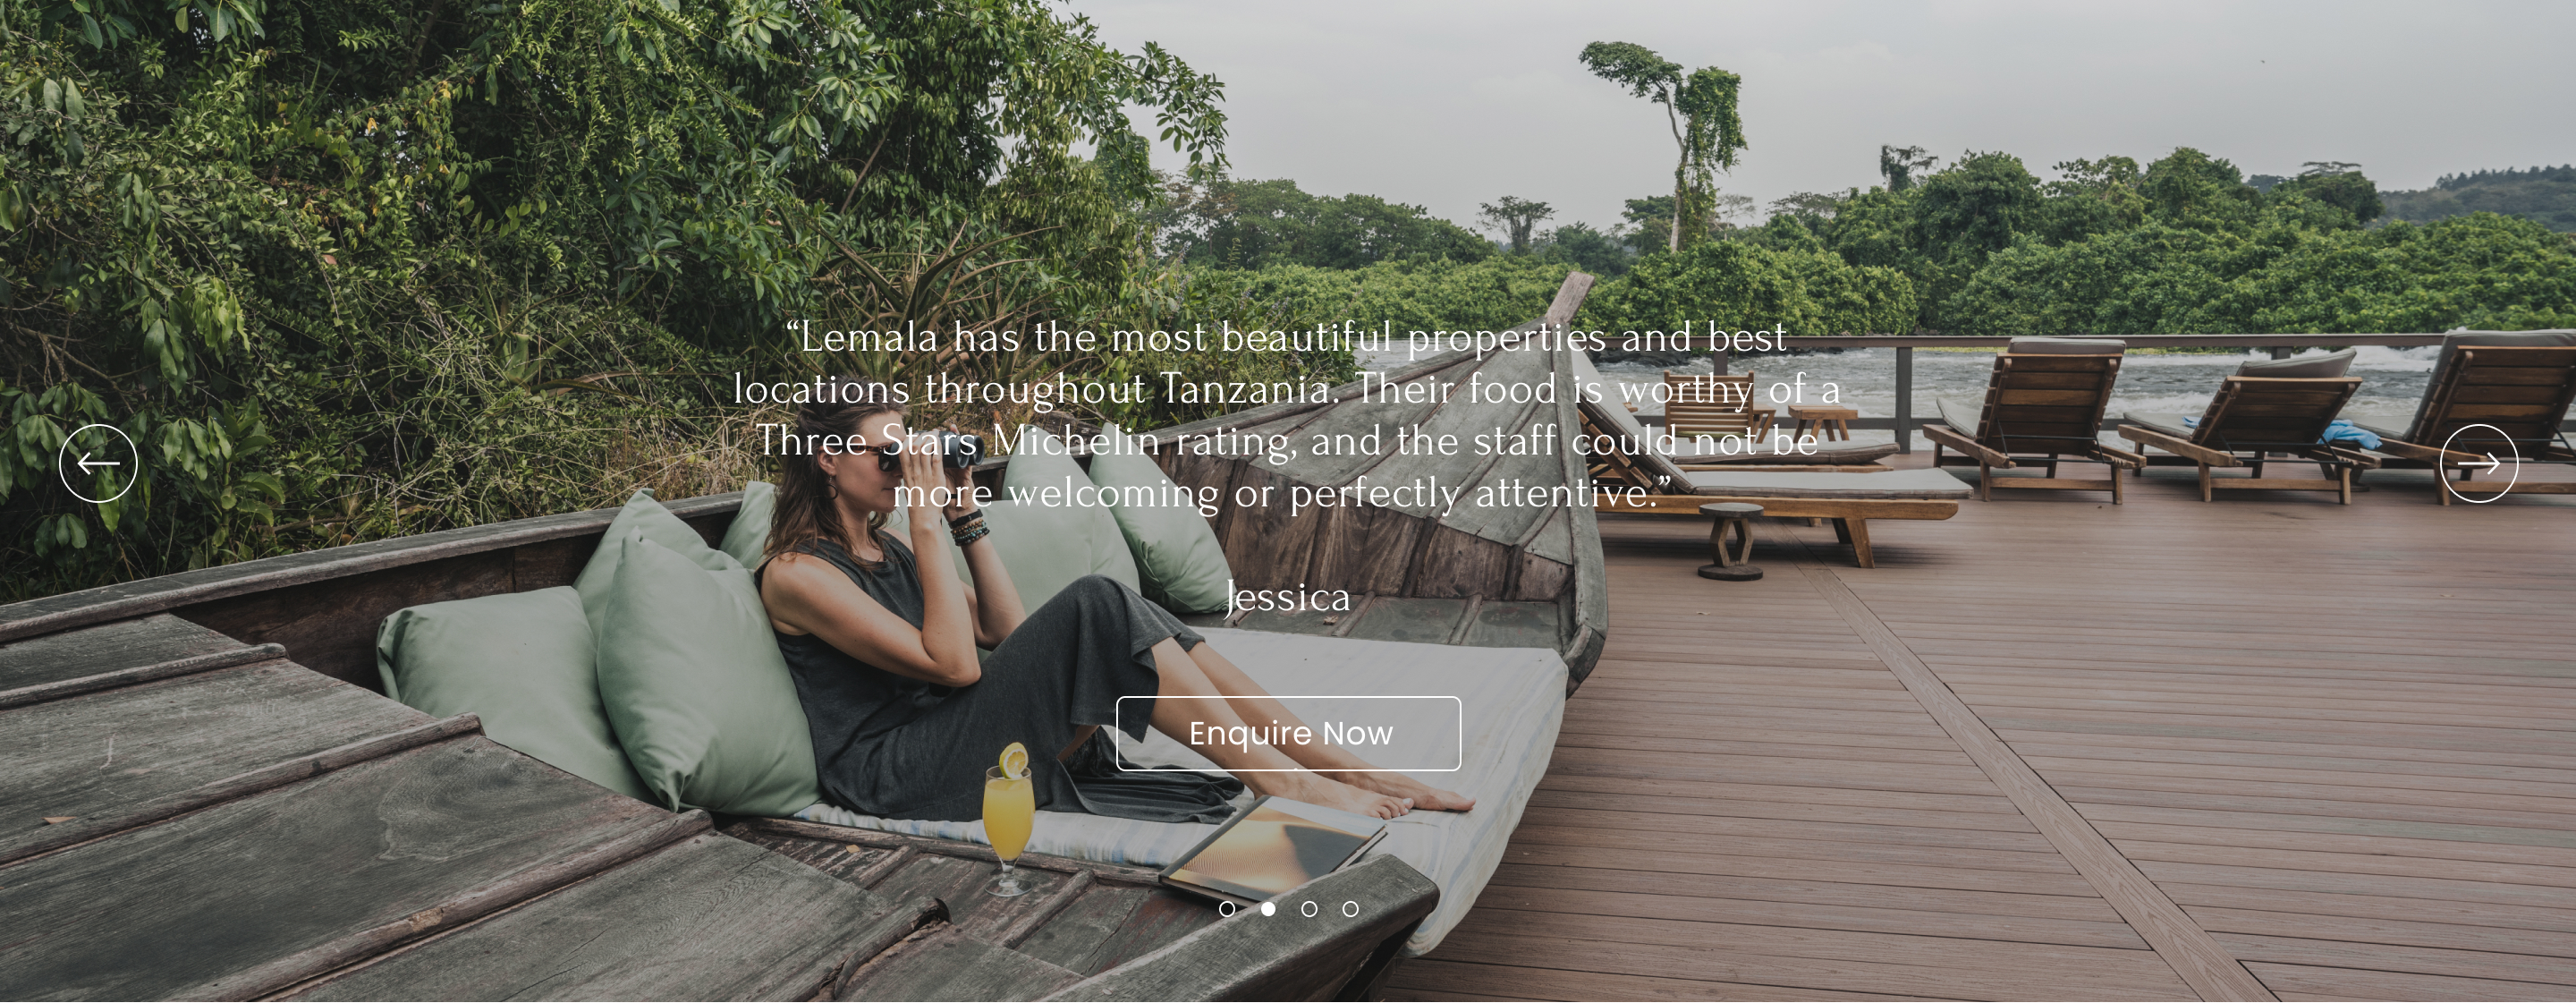 “Lemala has the most beautiful properties and best
locations throughout Tanzania. Their food is worthy of a
Three Stars Michelin rating, and the staff could not be
more welcoming or perfectly attentive.”
Jessica
Enquire Now